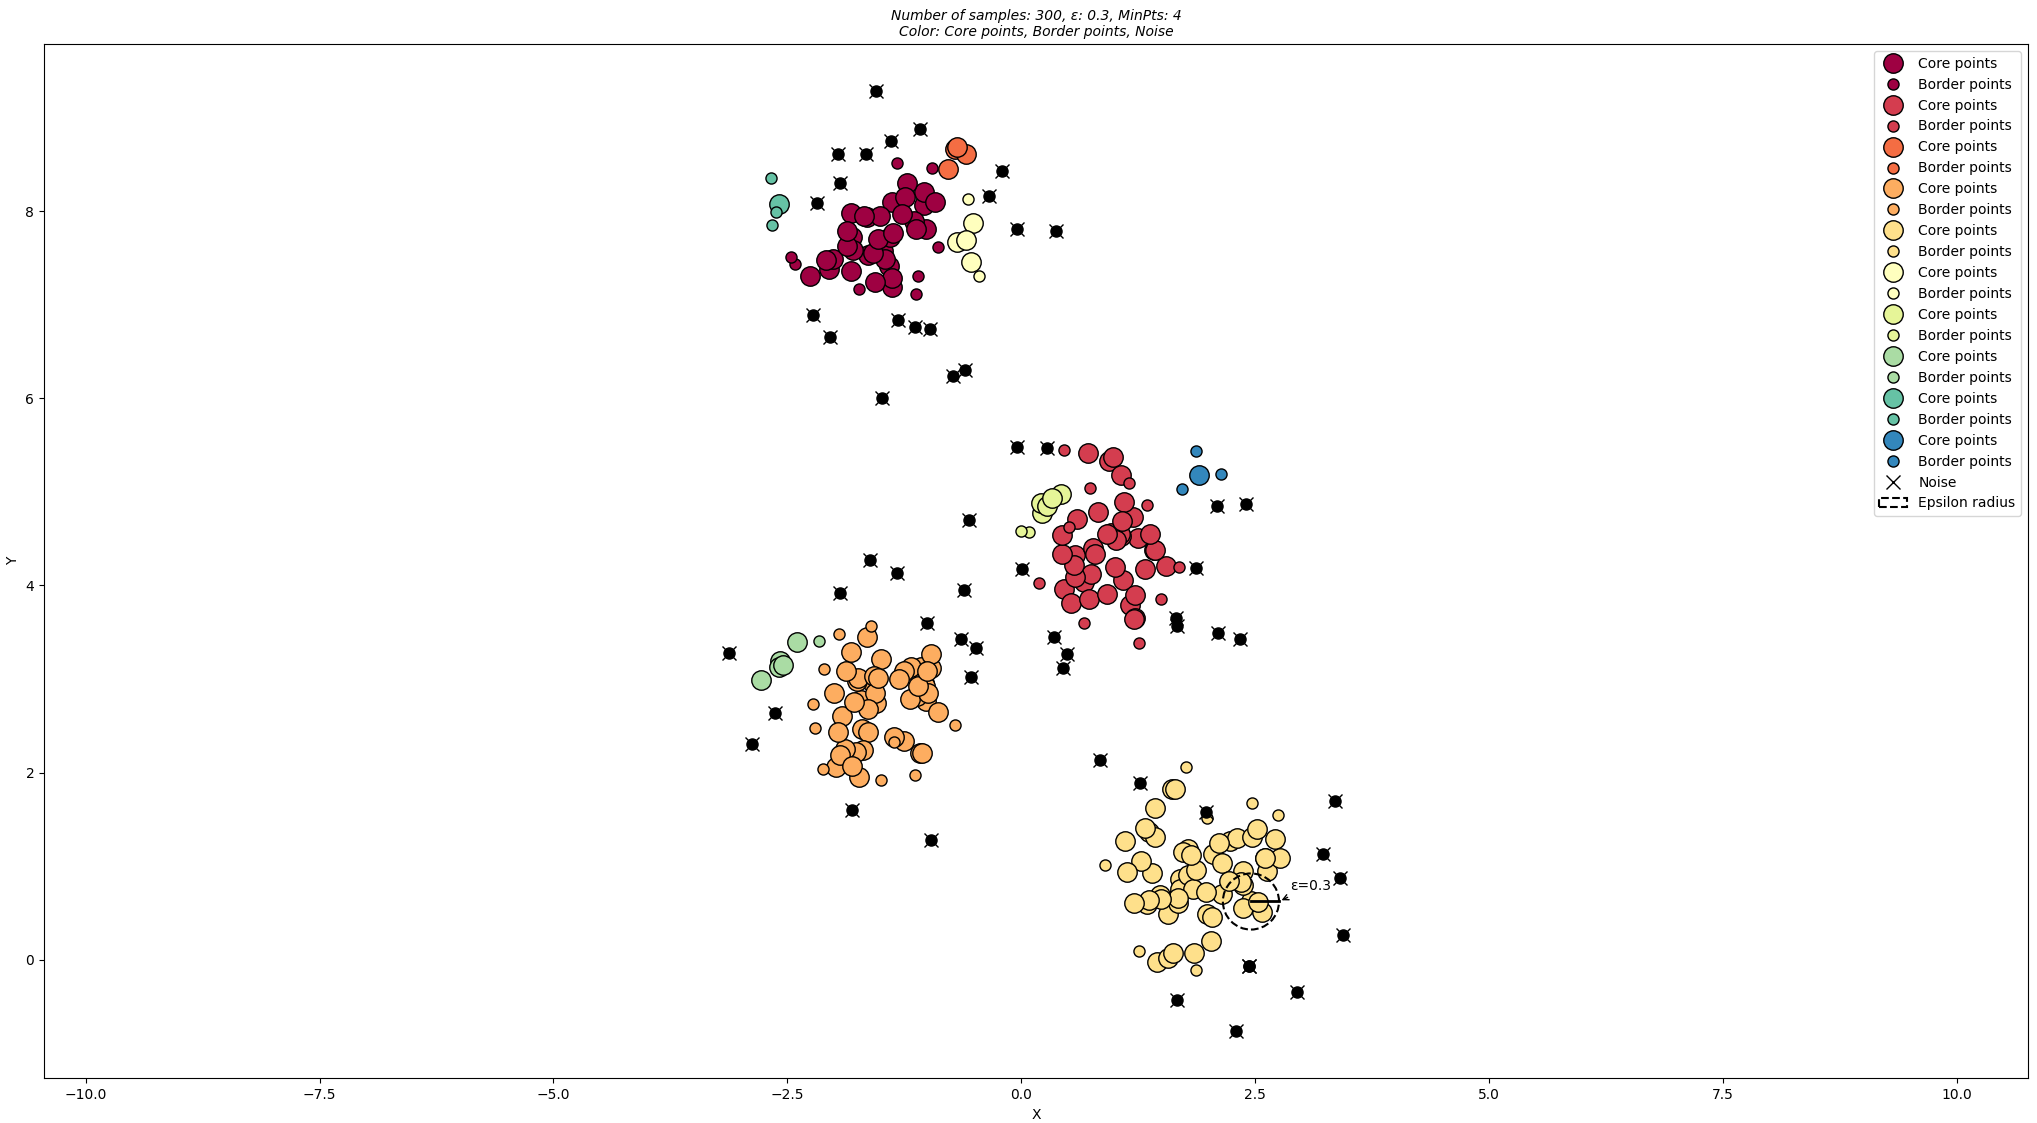 Number of samples: 300, ε: 0.3, MinPts: 4
Color: Core points, Border points, Noise
Core points
Border points
Core points
Border points
Core points
Border points
Core points
Border points
Core points
Border points
Core points
Border points
Core points
Border points
Core points
Border points
Core points
Border points
Core points
Border points
Noise
Epsilon radius
8
6
Y
4
2
ε=0.3
0
−10.0 −7.5 −5.0 −2.5 0.0 2.5 5.0 7.5 10.0
X